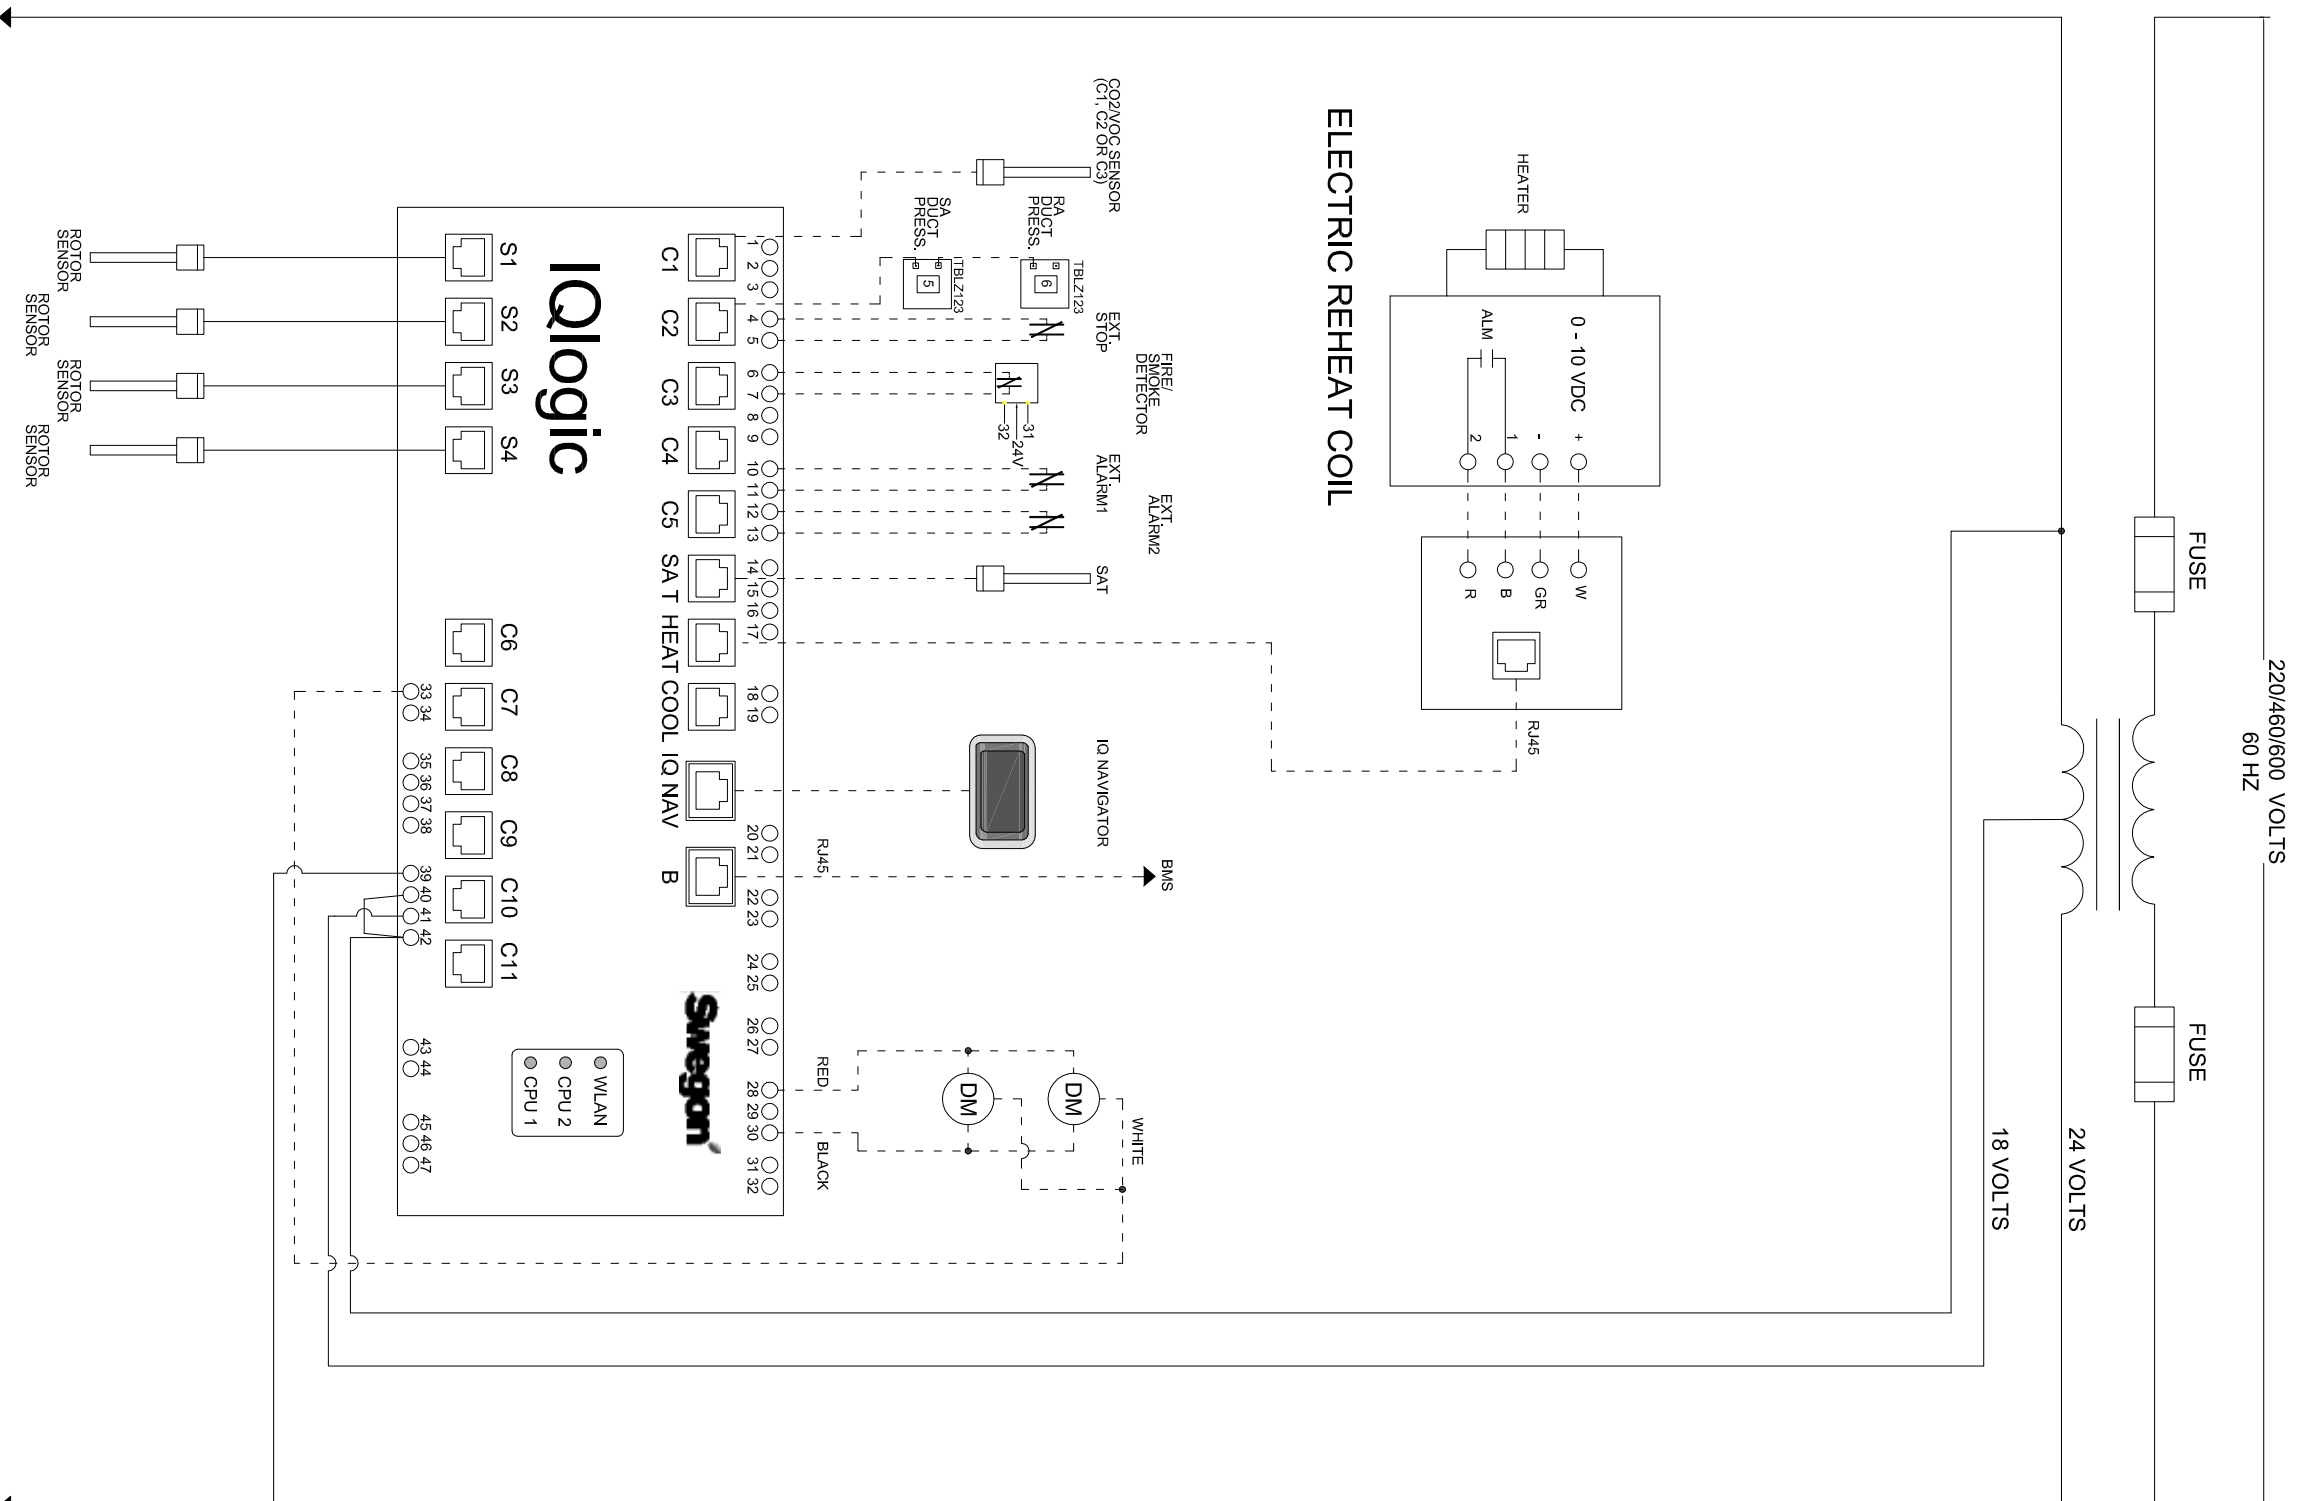 220/460/600 VOLTS
60 HZ
FUSE
FUSE
24 VOLTS
18 VOLTS
ELECTRIC REHEAT COIL
HEATER
0 - 10 VDC
ALM
+
-
1
2
W
GR
B
R
RJ45
CO2/VOC SENSOR
(C1, C2 OR C3)
RA
DUCT
PRESS.
TBLZ123
6
SA
DUCT
PRESS.
TBLZ123
5
EXT.
STOP
FIRE/
SMOKE
DETECTOR
31
24V
32
EXT.
ALARM1
EXT.
ALARM2
SAT
IQ NAVIGATOR
BMS
RJ45
WHITE
DM
DM
RED
BLACK
1 2 3 4 5 6 7 8 9 10 11 12 13 14 15 16 17 18 19 20 21 22 23 24 25 26 27 28 29 30 31 32
C1 C2 C3 C4 C5 SA T HEAT COOL IQ NAV B
Swegon
IQlogic
WLAN
CPU 2
CPU 1
S1 S2 S3 S4 C6 C7 C8 C9 C10 C11
33 34 35 36 37 38 39 40 41 42 43 44 45 46 47
ROTOR
SENSOR
ROTOR
SENSOR
ROTOR
SENSOR
ROTOR
SENSOR